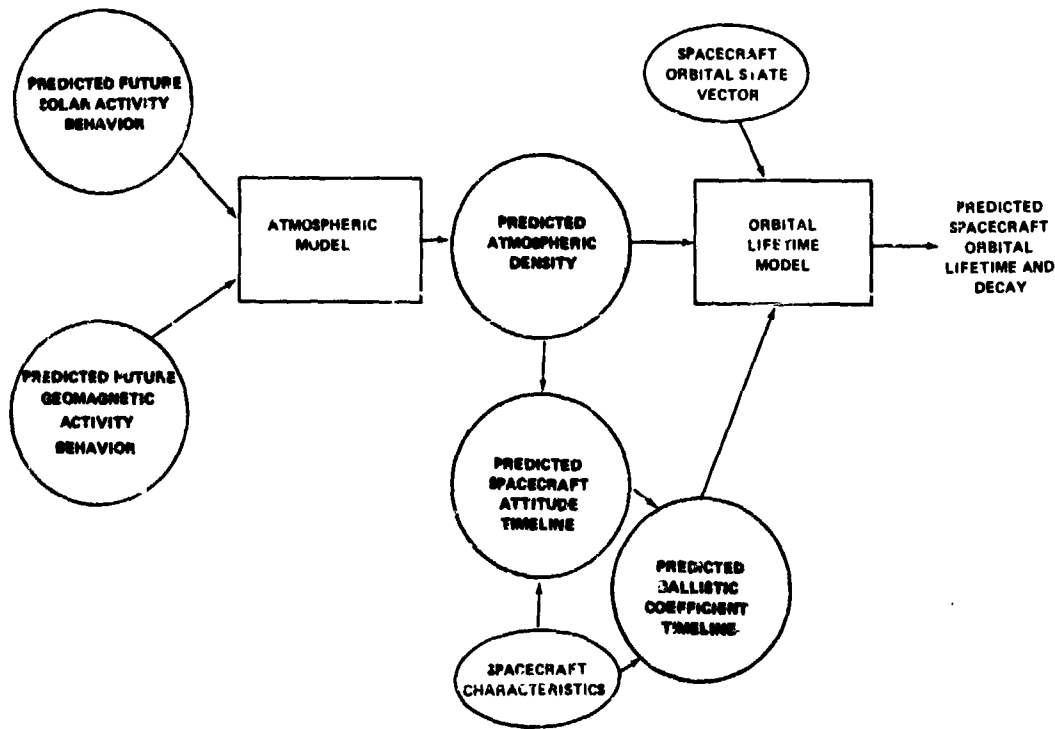 PREDICTED FUTURE
SOLAR ACTIVITY
BEHAVIOR
SPACECRAFT
ORBITAL STATE
VECTOR
ATMOSPHERIC
MODEL
PREDICTED
ATMOSPHERIC
DENSITY
ORBITAL
LIFETIME
MODEL
PREDICTED
SPACECRAFT
ORBITAL
LIFETIME AND
DECAY
PREDICTED FUTURE
GEOMAGNETIC
ACTIVITY
BEHAVIOR
PREDICTED
SPACECRAFT
ATTITUDE
TIMELINE
PREDICTED
BALLISTIC
COEFFICIENT
TIMELINE
SPACECRAFT
CHARACTERISTICS